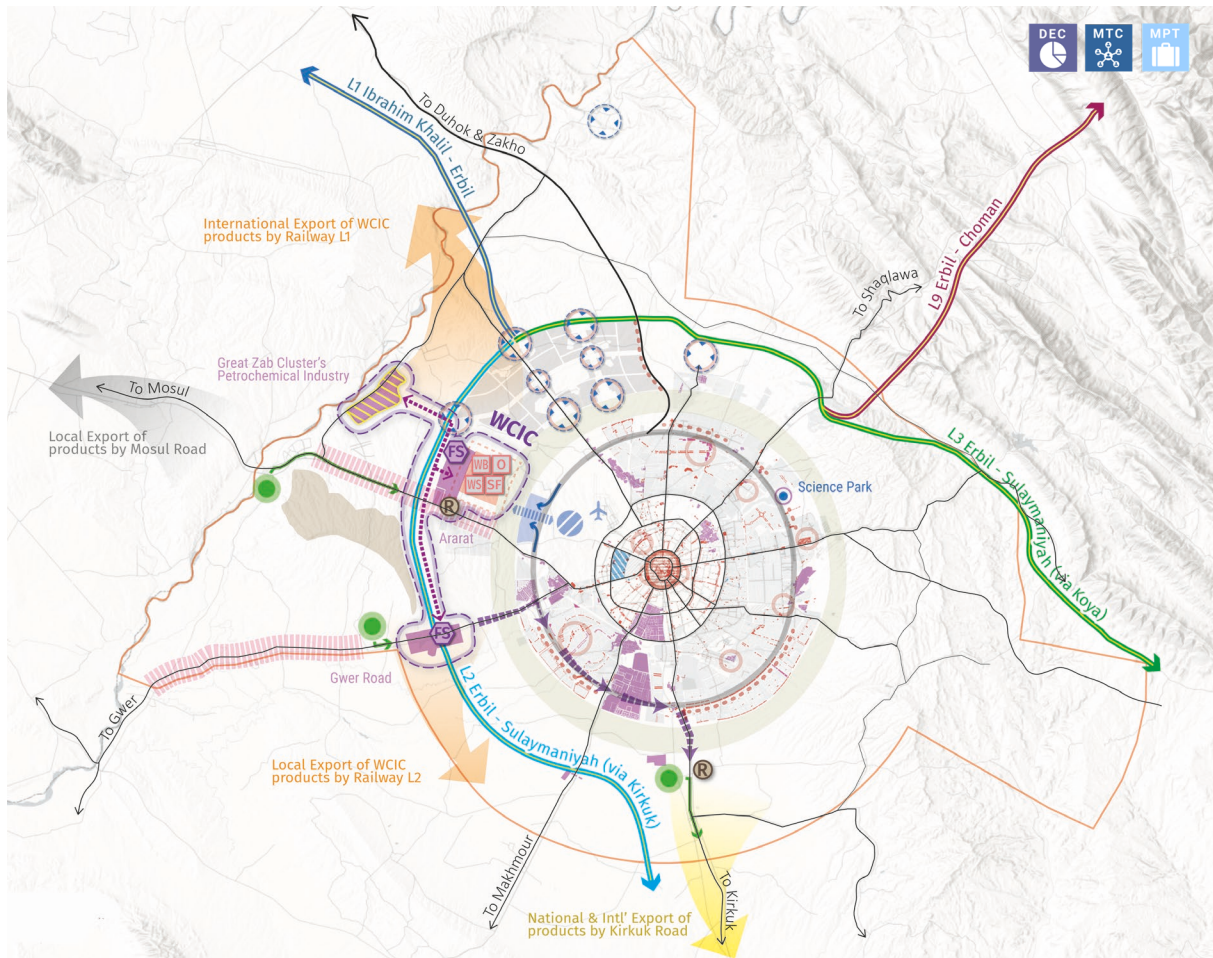 DEC
MTC
MPT
To Duhok & Zakho
L1 Ibrahim Khalil - Erbil
L9 Erbil - Choman
International Export of WCIC
products by Railway L1
To Shaqlawa
Great Zab Cluster's
Petrochemical Industry
To Mosul
Local Export of
products by Mosul Road
WCIC
FS
WB
O
WS
SF
R
Ararat
L3 Erbil - Sulaymaniyah (via Koya)
Science Park
FS
Gwer Road
To Gwer
L2 Erbil - Sulaymaniyah (via Kirkuk)
Local Export of WCIC
products by Railway L2
R
To Makhmour
To Kirkuk
National & Intl' Export of
products by Kirkuk Road